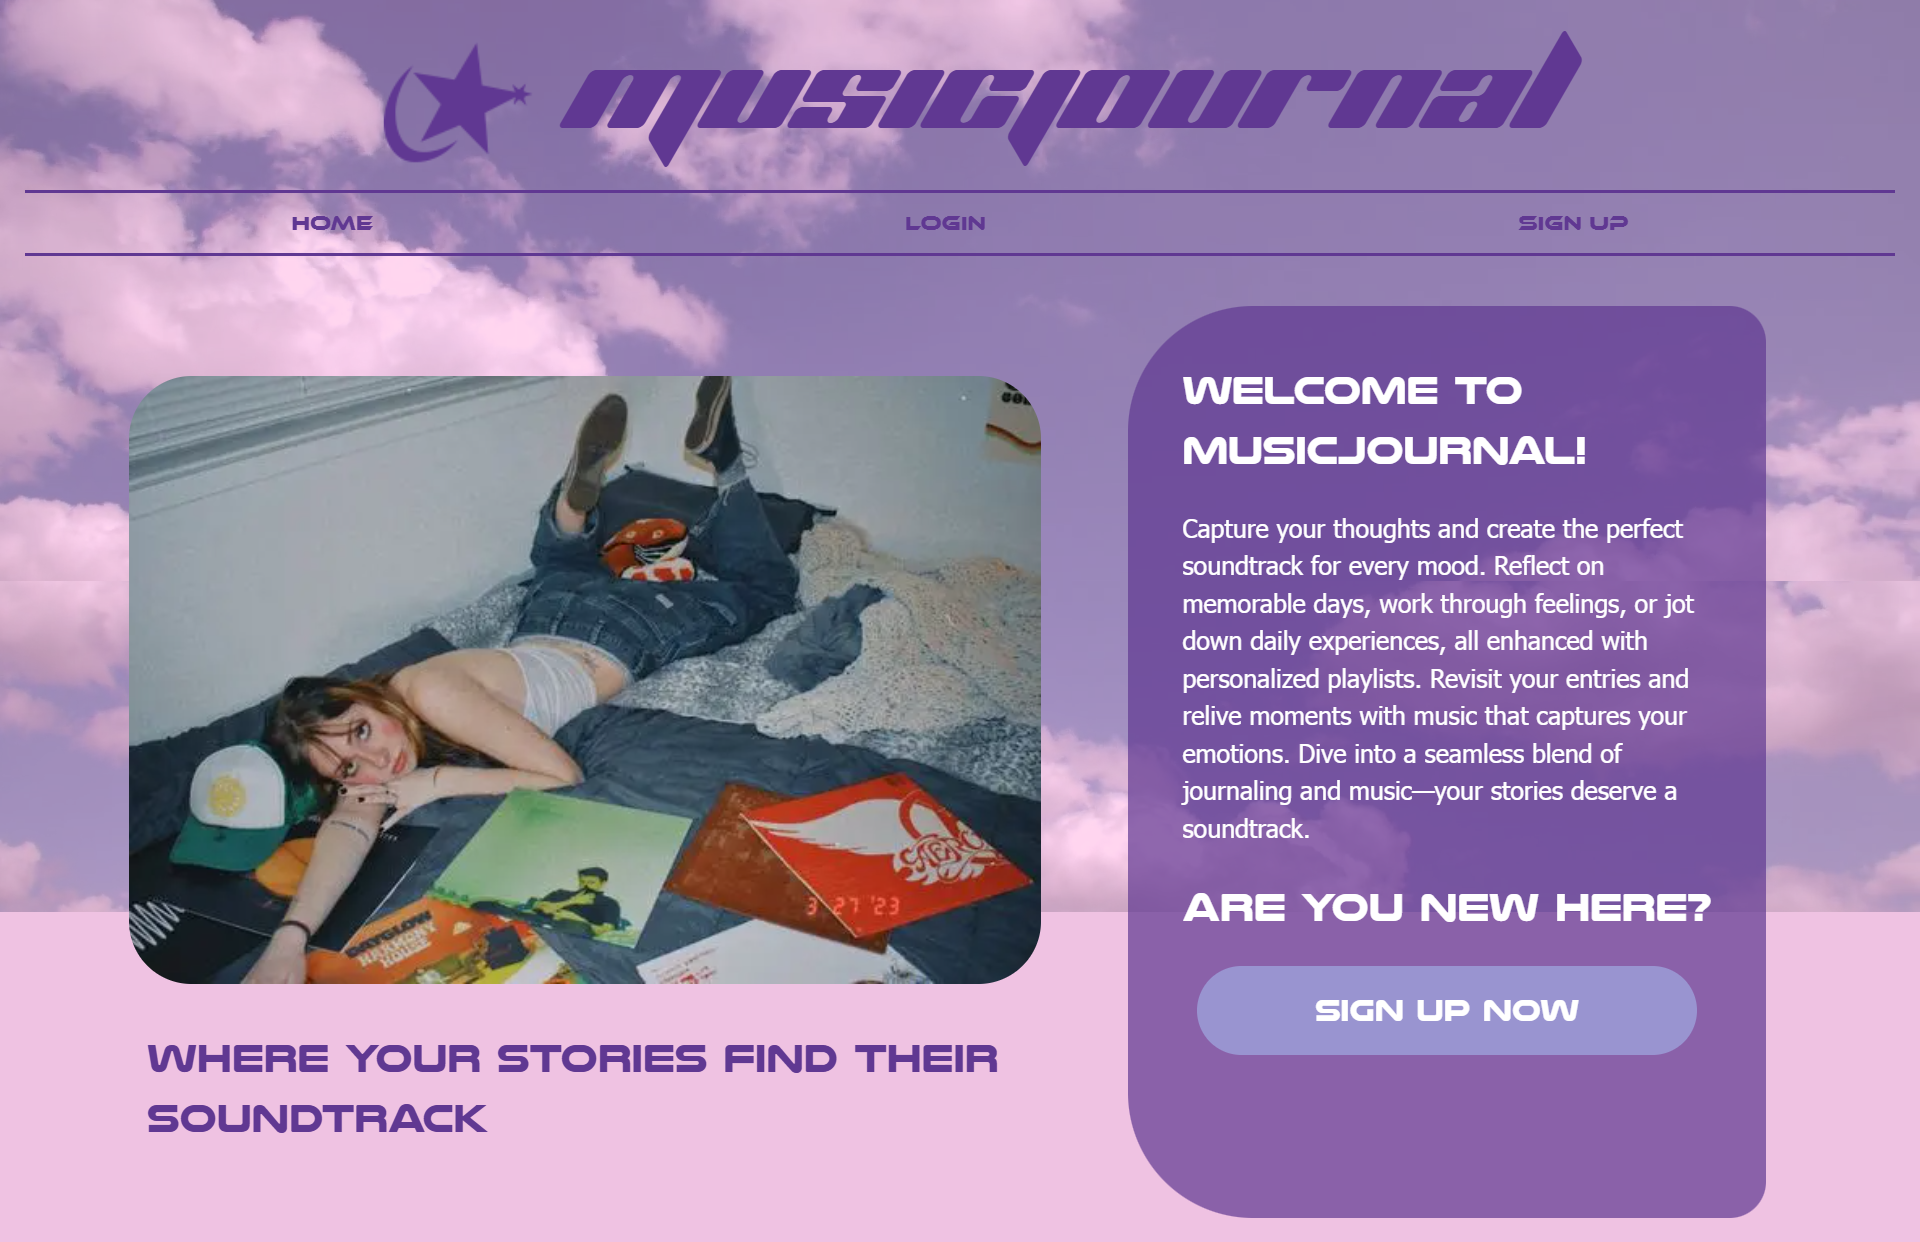 musicjournal
HOME LOGIN SIGN UP
WELCOME TO
MUSICJOURNAL!
Capture your thoughts and create the perfect
soundtrack for every mood. Reflect on
memorable days, work through feelings, or jot
down daily experiences, all enhanced with
personalized playlists. Revisit your entries and
relive moments with music that captures your
emotions. Dive into a seamless blend of
journaling and music—your stories deserve a
soundtrack.
ARE YOU NEW HERE?
SIGN UP NOW
DAYGLOW
HARMONY
HOUSE
3 27 '23
WHERE YOUR STORIES FIND THEIR
SOUNDTRACK